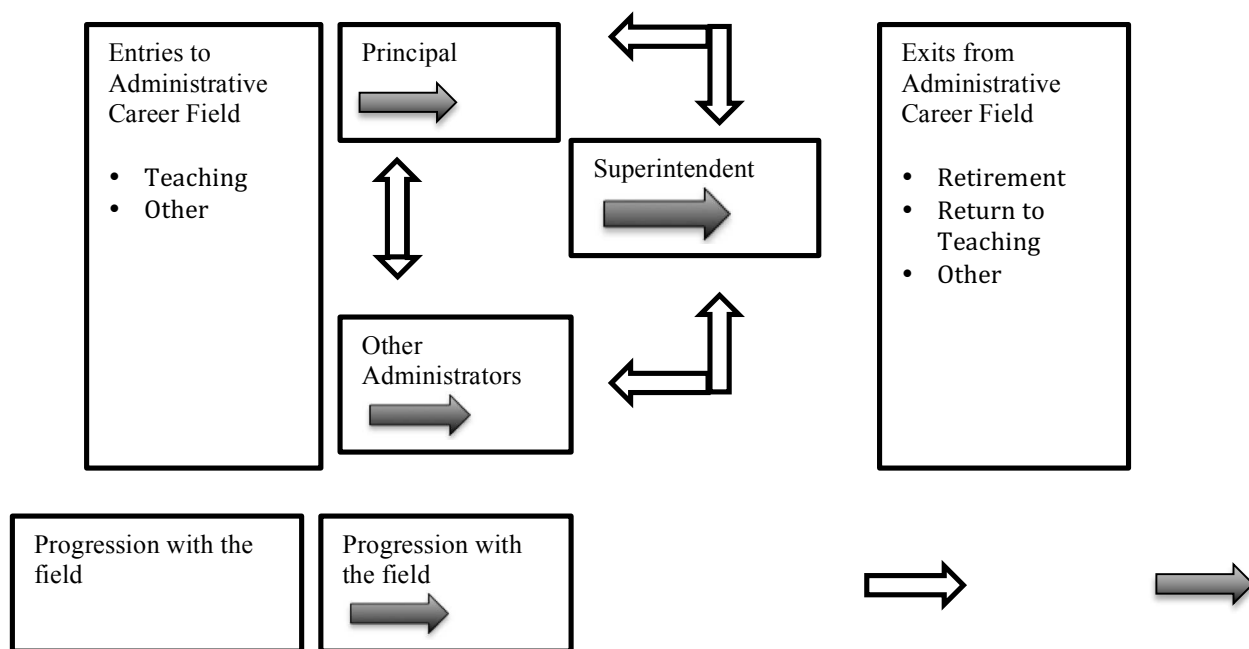 Entries to
Administrative
Career Field
• Teaching
• Other
Principal
Superintendent
Other
Administrators
Exits from
Administrative
Career Field
• Retirement
• Return to
Teaching
• Other
Progression with the
field
Progression with
the field